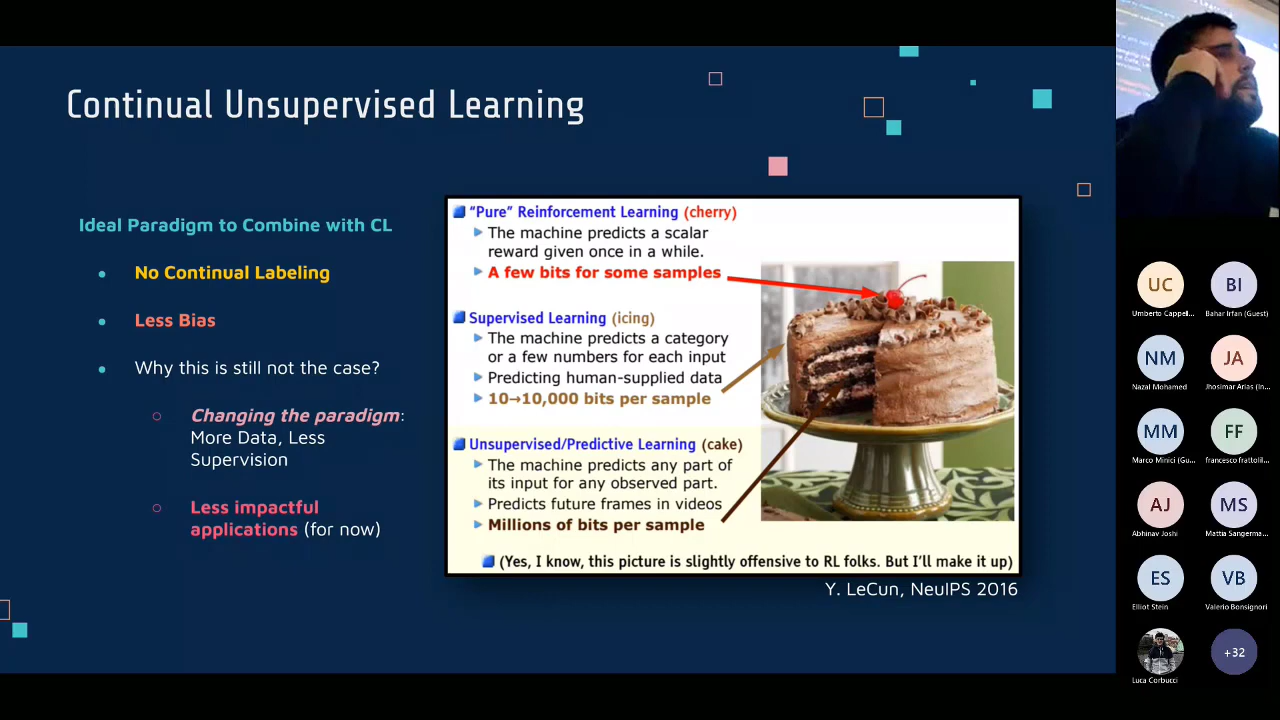 Continual Unsupervised Learning
Ideal Paradigm to Combine with CL
No Continual Labeling
Less Bias
Why this is still not the case?
Changing the paradigm:
More Data, Less
Supervision
Less impactful
applications (for now)
"Pure" Reinforcement Learning (cherry)
The machine predicts a scalar
reward given once in a while.
A few bits for some samples
Supervised Learning (icing)
The machine predicts a category
or a few numbers for each input
Predicting human-supplied data
10→10,000 bits per sample
Unsupervised/Predictive Learning (cake)
The machine predicts any part of
its input for any observed part.
Predicts future frames in videos
Millions of bits per sample
(Yes, I know, this picture is slightly offensive to RL folks. But I'll make it up)
Y. LeCun, NeuIPS 2016
UC
Umberto Cappell...
BI
Bahar Irfan (Guest)
NM
Nazal Mohamed
JA
Jhosimar Arias (In...
MM
Marco Minici (Gu...
FF
francesco frattolil...
AJ
Abhinav Joshi
MS
Mattia Sangerma...
ES
Elliot Stein
VB
Valerio Bonsignori
Luca Corbucci
+32